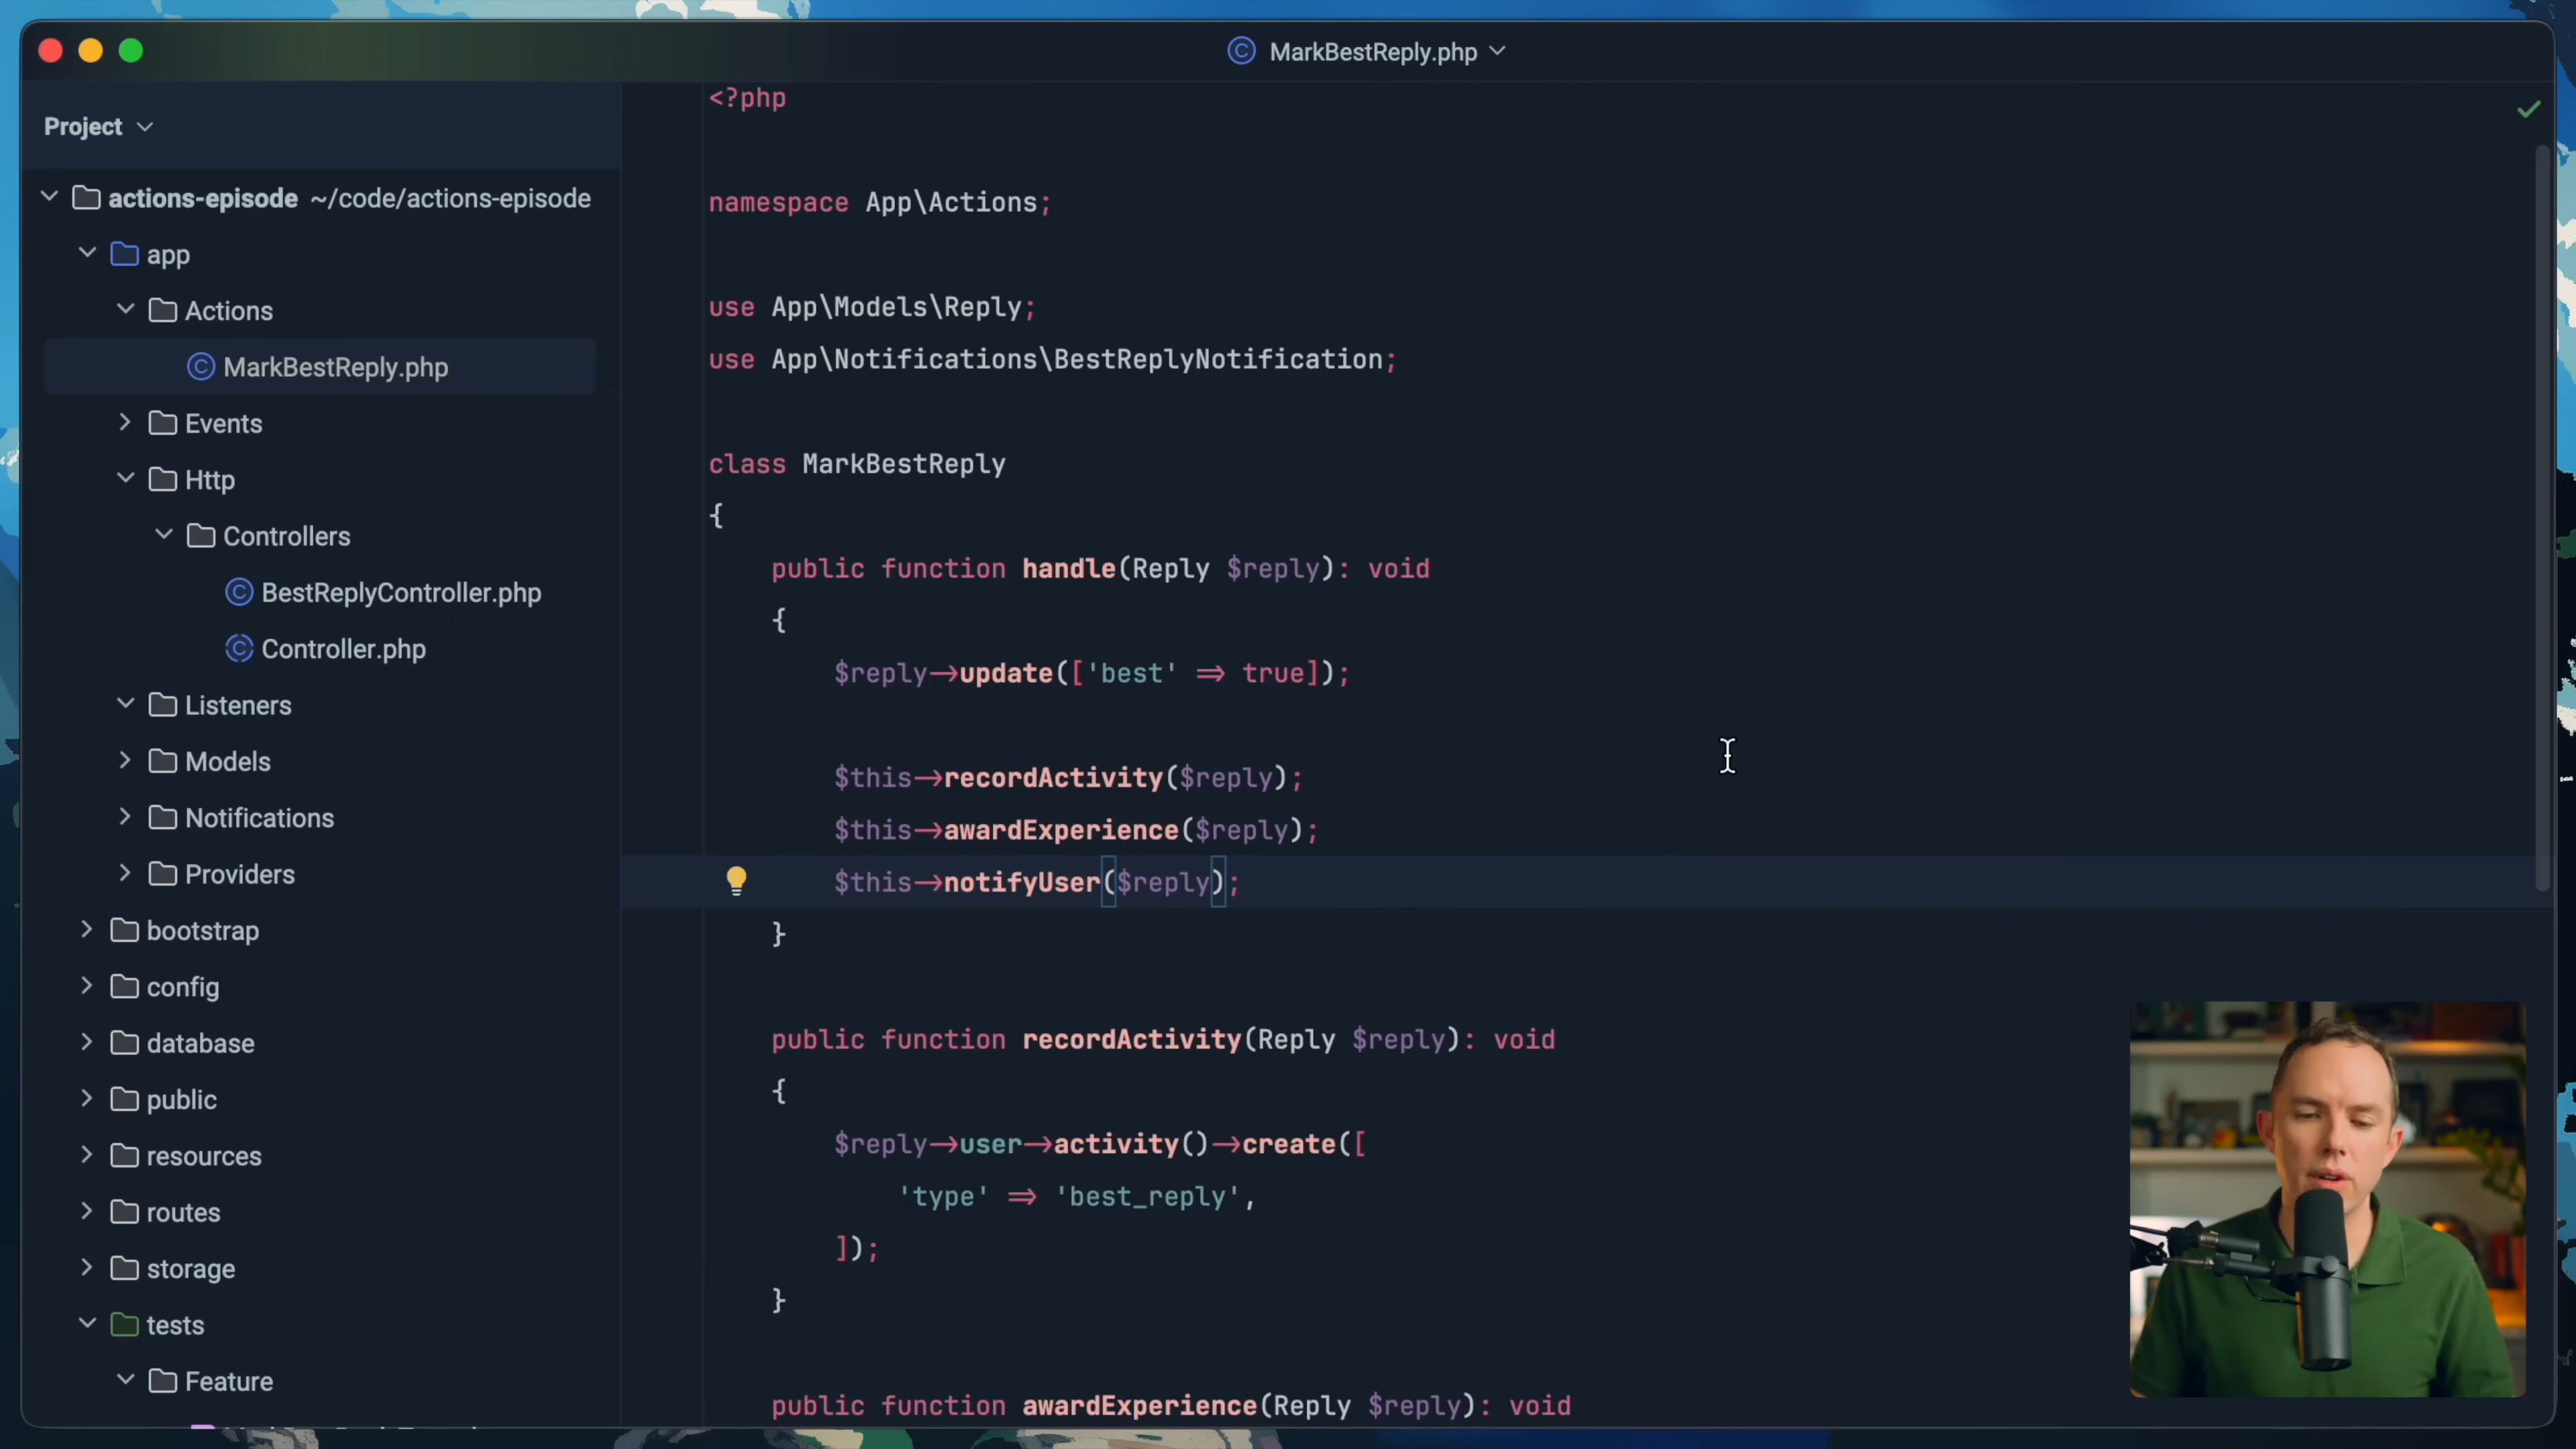 MarkBestReply.php
Project
actions-episode ~/code/actions-episode
app
Actions
MarkBestReply.php
Events
Http
Controllers
BestReplyController.php
Controller.php
Listeners
Models
Notifications
Providers
bootstrap
config
database
public
resources
routes
storage
tests
Feature
<?php
namespace App\Actions;
use App\Models\Reply;
use App\Notifications\BestReplyNotification;
class MarkBestReply
{
public function handle(Reply $reply): void
{
$reply->update(['best' => true]);
$this->recordActivity($reply);
$this->awardExperience($reply);
$this->notifyUser($reply);
}
public function recordActivity(Reply $reply): void
{
$reply->user->activity()->create([
'type' => 'best_reply',
]);
}
public function awardExperience(Reply $reply): void